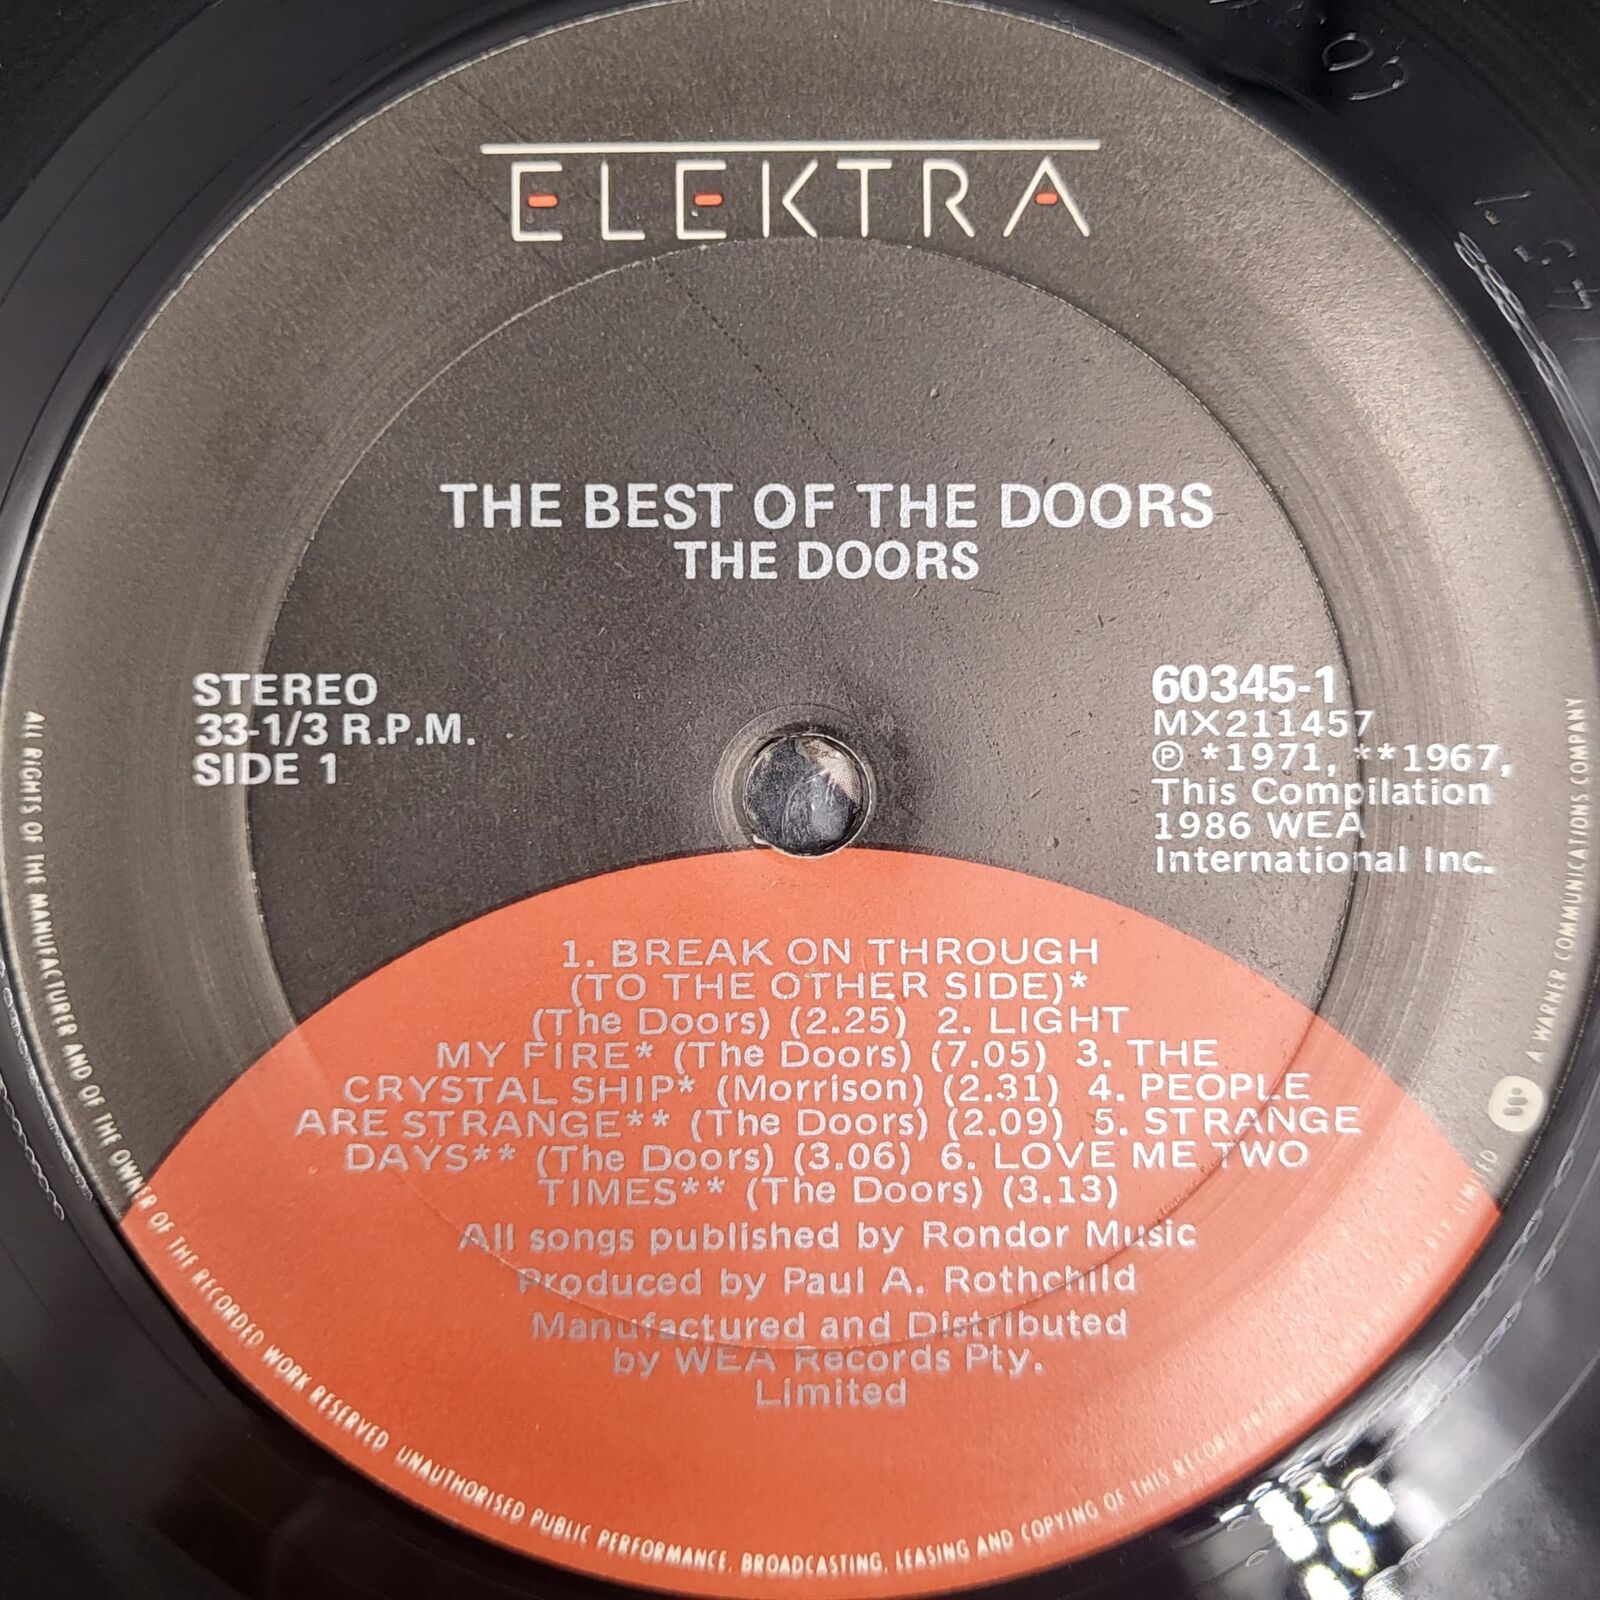 ELEKTRA
THE BEST OF THE DOORS
THE DOORS
STEREO
33-1/3 R.P.M.
SIDE 1
60345-1
MX211457
℗ *1971, **1967,
This Compilation
1986 WEA
International Inc.
1. BREAK ON THROUGH
(TO THE OTHER SIDE)*
(The Doors) (2.25) 2. LIGHT
MY FIRE* (The Doors) (7.05) 3. THE
CRYSTAL SHIP* (Morrison) (2.31) 4. PEOPLE
ARE STRANGE** (The Doors) (2.09) 5. STRANGE
DAYS** (The Doors) (3.06) 6. LOVE ME TWO
TIMES** (The Doors) (3.13)
All songs published by Rondor Music
Produced by Paul A. Rothchild
Manufactured and Distributed
by WEA Records Pty.
Limited
ALL RIGHTS OF THE MANUFACTURER AND OF THE OWNER OF THE RECORDED WORK RESERVED UNAUTHORISED PUBLIC PERFORMANCE, BROADCASTING, LEASING AND COPYING OF THIS RECORD
A WARNER COMMUNICATIONS COMPANY